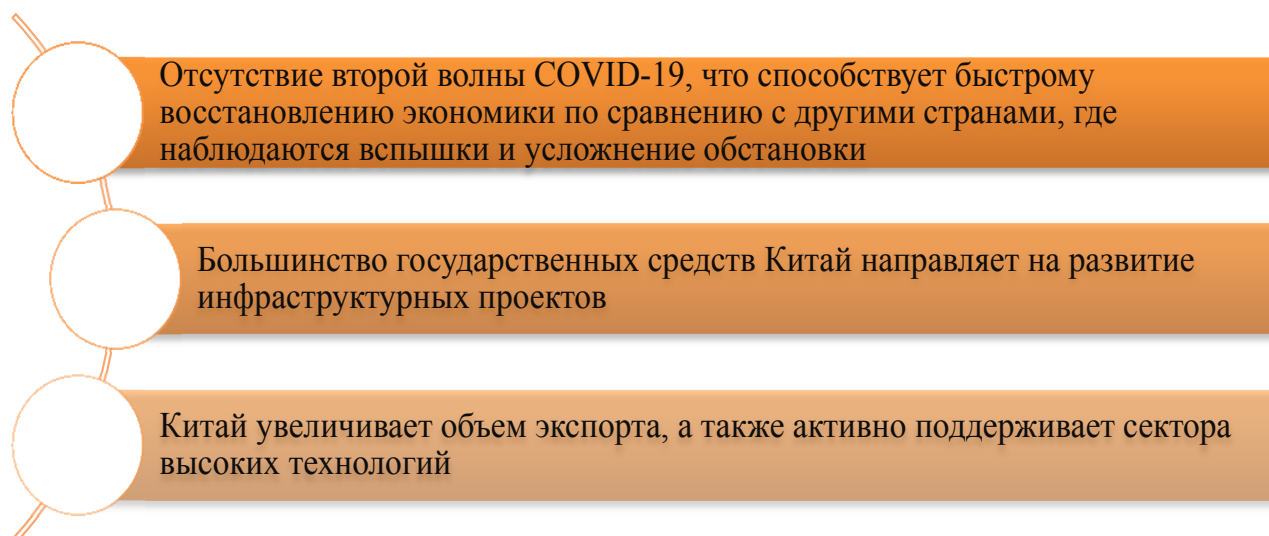 Отсутствие второй волны COVID-19, что способствует быстрому
восстановлению экономики по сравнению с другими странами, где
наблюдаются вспышки и усложнение обстановки
Большинство государственных средств Китай направляет на развитие
инфраструктурных проектов
Китай увеличивает объем экспорта, а также активно поддерживает сектора
высоких технологий